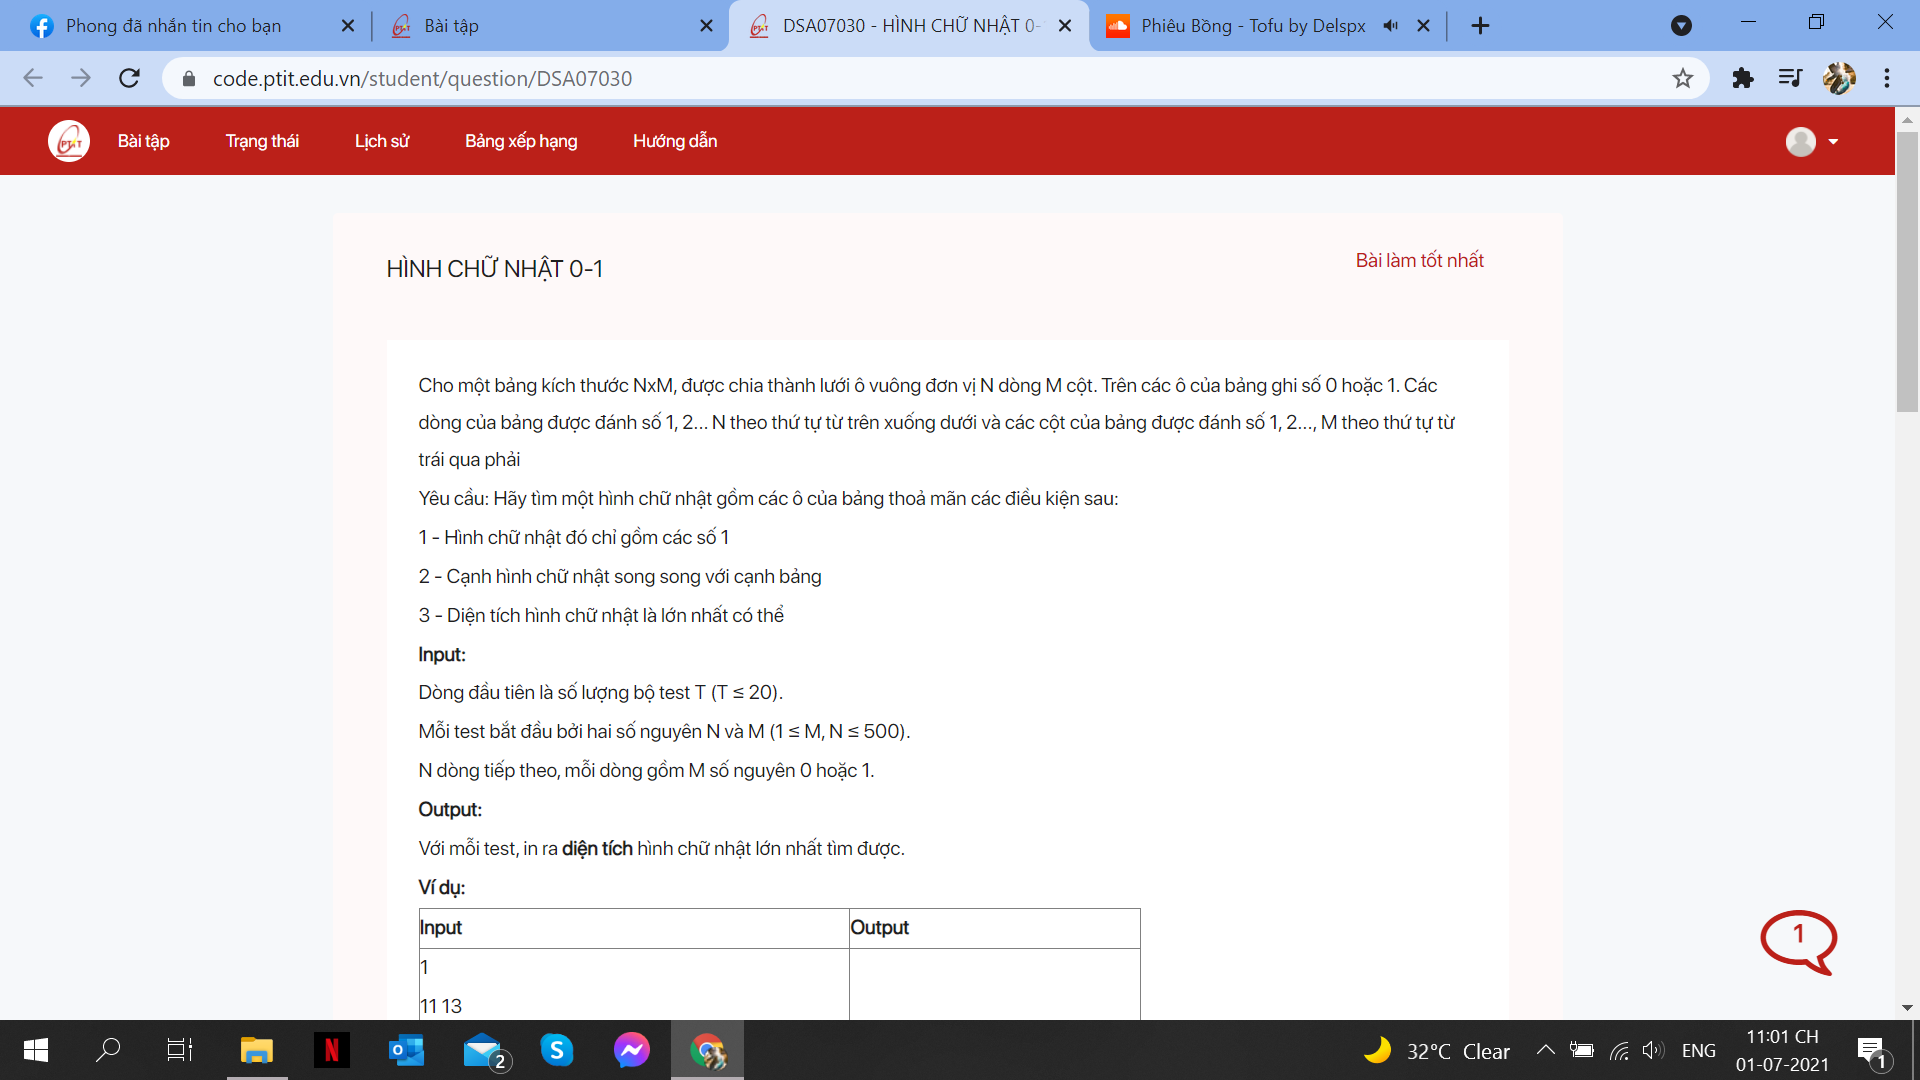 Phong đã nhắn tin cho bạn
Bài tập
DSA07030 - HÌNH CHỮ NHẬT 0-
Phiêu Bồng - Tofu by Delspx
code.ptit.edu.vn/student/question/DSA07030
PTIT
Bài tập
Trạng thái
Lịch sử
Bảng xếp hạng
Hướng dẫn
HÌNH CHỮ NHẬT 0-1
Bài làm tốt nhất
Cho một bảng kích thước NxM, được chia thành lưới ô vuông đơn vị N dòng M cột. Trên các ô của bảng ghi số 0 hoặc 1. Các
dòng của bảng được đánh số 1, 2... N theo thứ tự từ trên xuống dưới và các cột của bảng được đánh số 1, 2..., M theo thứ tự từ
trái qua phải
Yêu cầu: Hãy tìm một hình chữ nhật gồm các ô của bảng thoả mãn các điều kiện sau:
1 - Hình chữ nhật đó chỉ gồm các số 1
2 - Cạnh hình chữ nhật song song với cạnh bảng
3 - Diện tích hình chữ nhật là lớn nhất có thể
Input:
Dòng đầu tiên là số lượng bộ test T (T ≤ 20).
Mỗi test bắt đầu bởi hai số nguyên N và M (1 ≤ M, N ≤ 500).
N dòng tiếp theo, mỗi dòng gồm M số nguyên 0 hoặc 1.
Output:
Với mỗi test, in ra diện tích hình chữ nhật lớn nhất tìm được.
Ví dụ:
Input
Output
1
11 13
1
2
32°C Clear
ENG
11:01 CH
01-07-2021
1